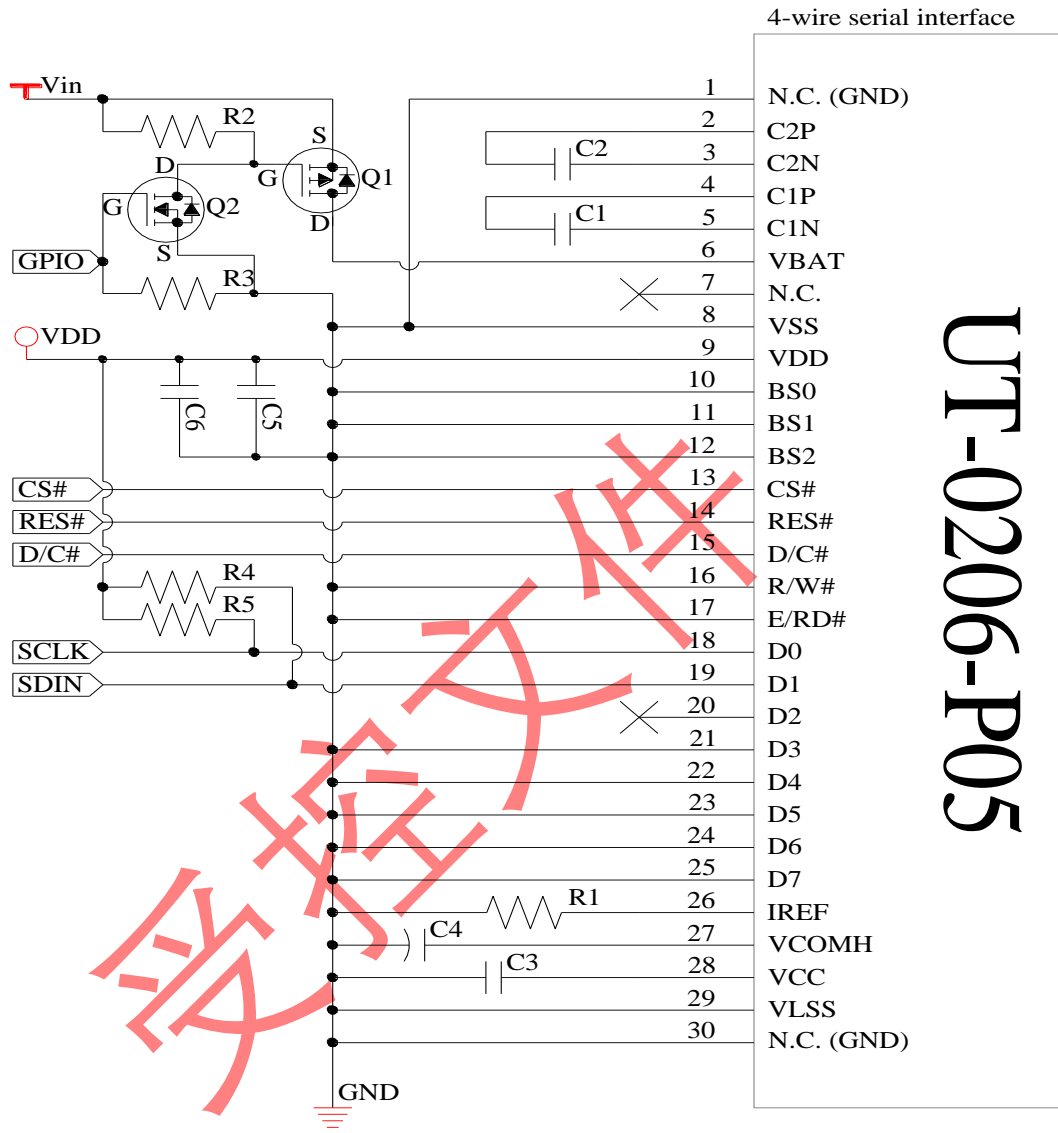 4-wire serial interface
Vin
R2
S
D
G
Q1
G
Q2
D
S
GPIO
R3
VDD
C6
C5
CS#
RES#
D/C#
R4
R5
SCLK
SDIN
C2
C1
R1
C4
C3
GND
1 N.C. (GND)
2 C2P
3 C2N
4 C1P
5 C1N
6 VBAT
7 N.C.
8 VSS
9 VDD
10 BS0
11 BS1
12 BS2
13 CS#
14 RES#
15 D/C#
16 R/W#
17 E/RD#
18 D0
19 D1
20 D2
21 D3
22 D4
23 D5
24 D6
25 D7
26 IREF
27 VCOMH
28 VCC
29 VLSS
30 N.C. (GND)
UT-0206-P05
受控文件